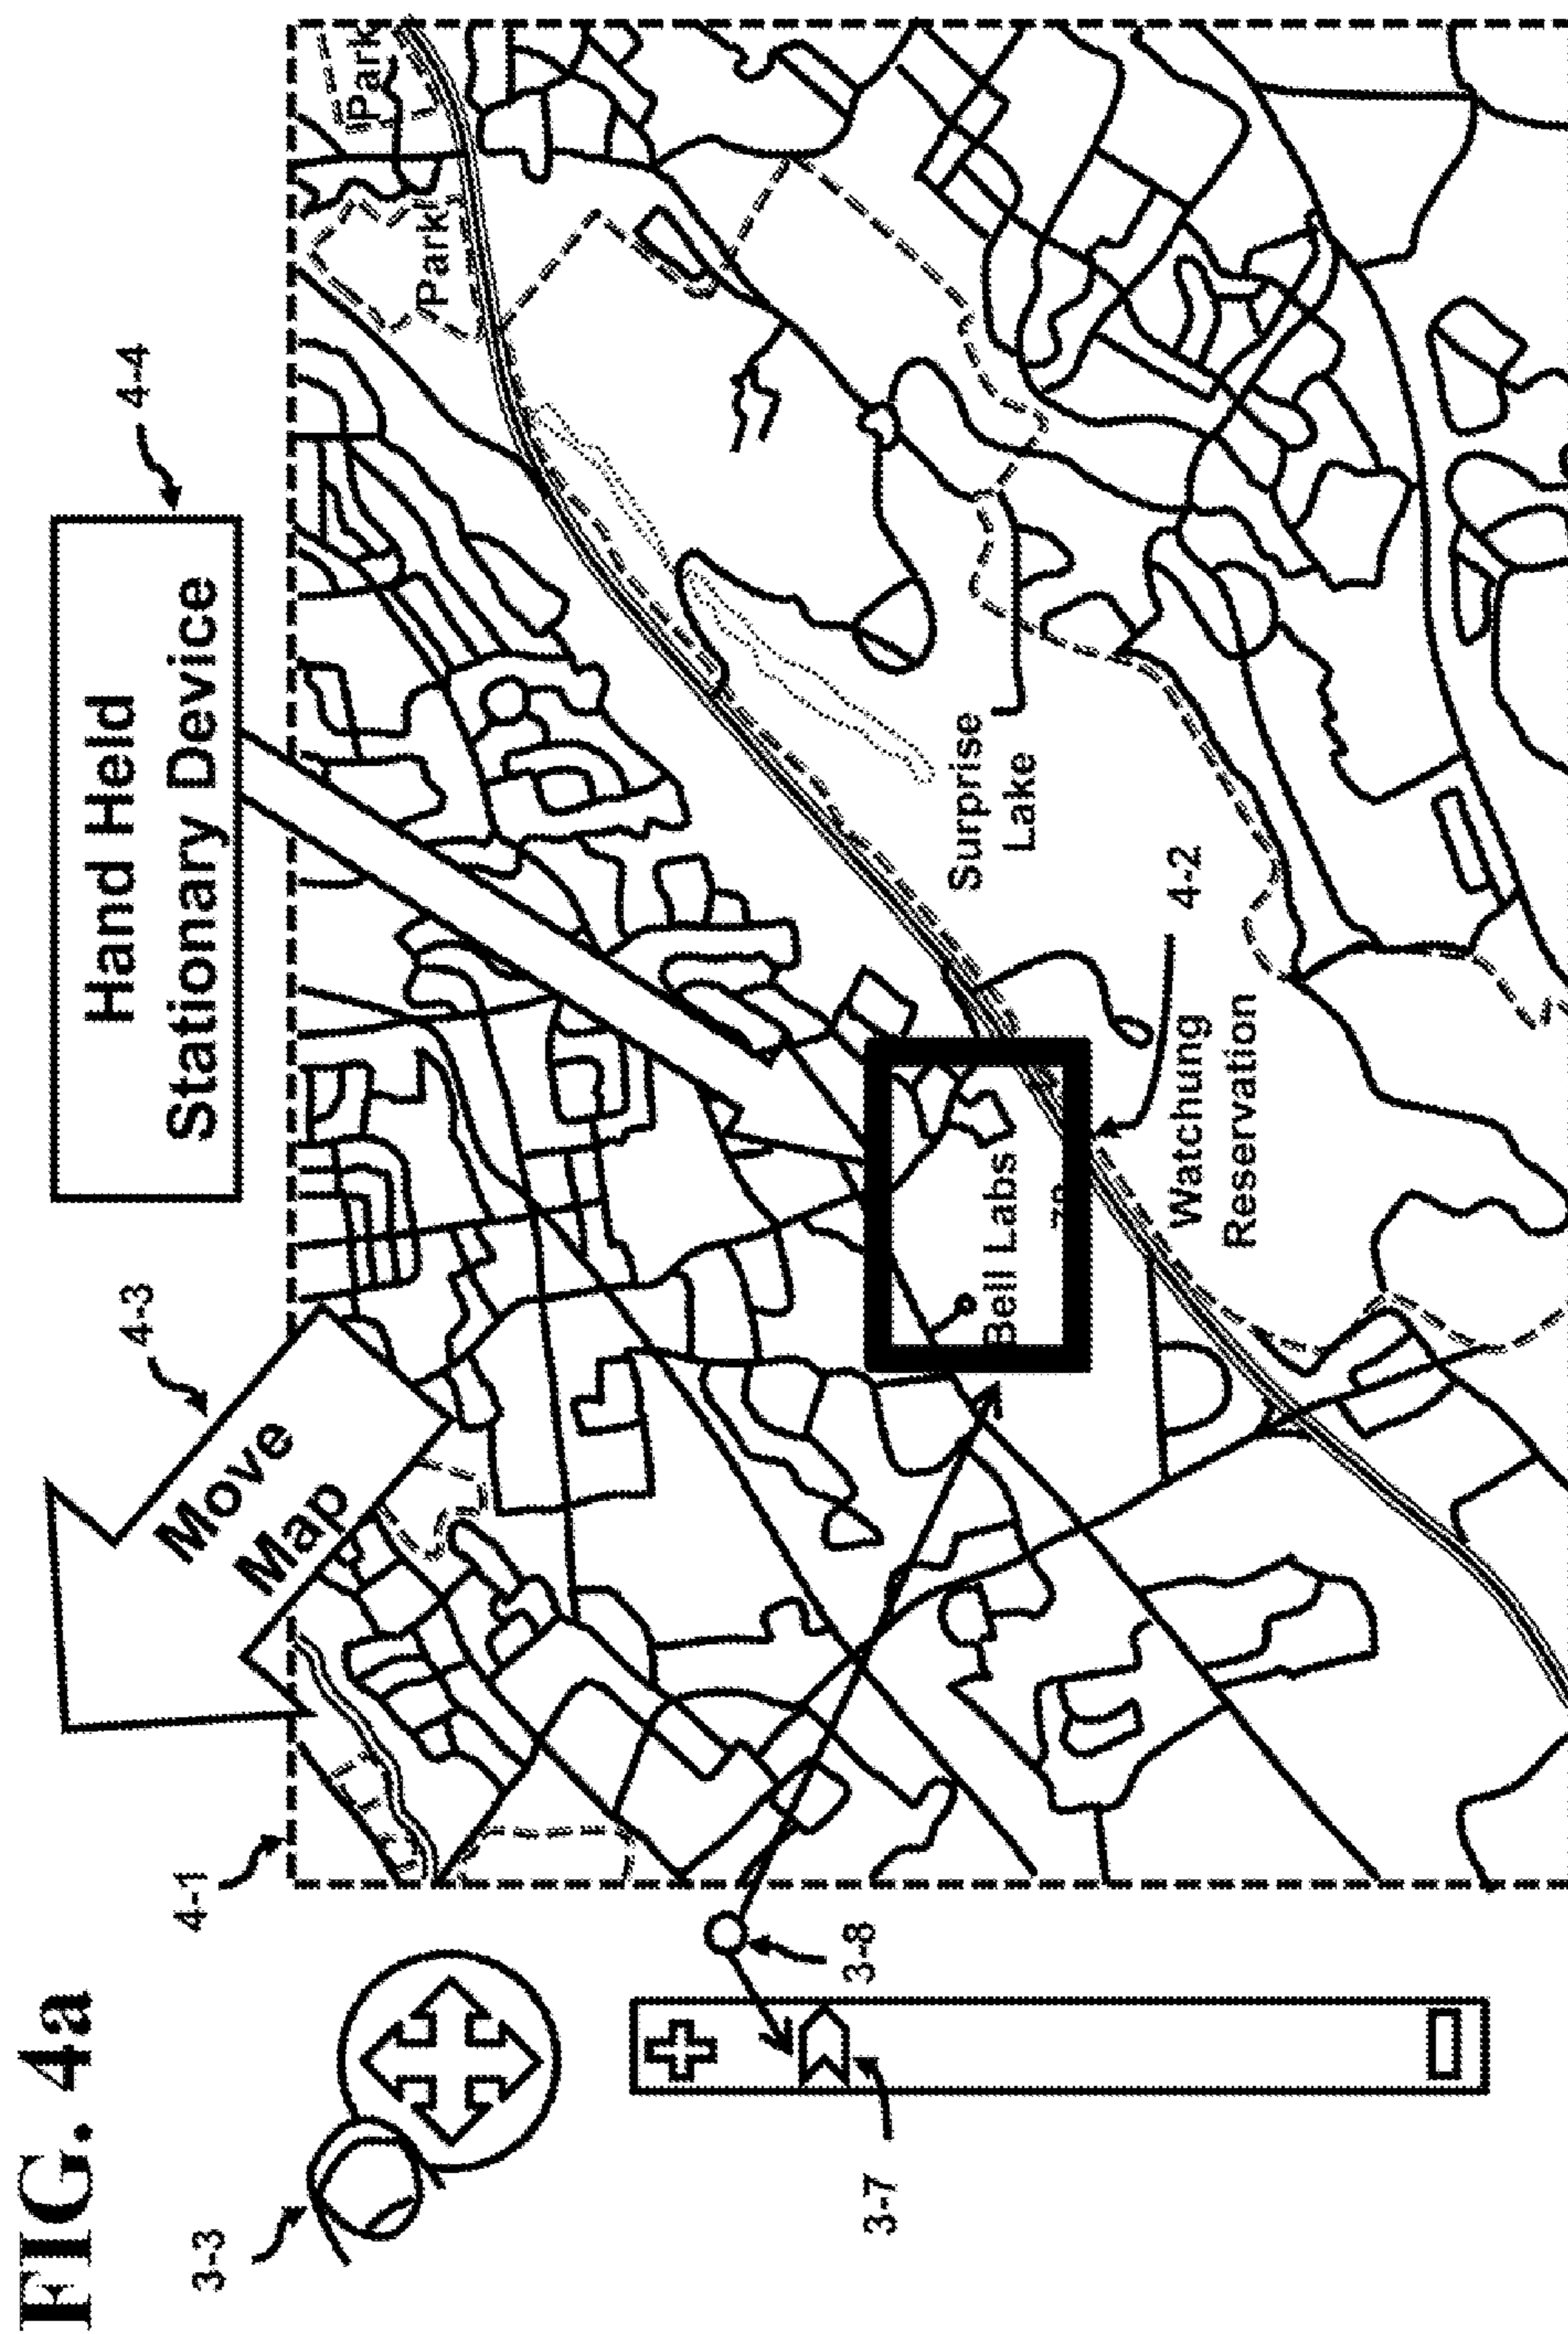 FIG. 4a
3-3
3-7
3-8
4-1
4-3
4-4
Move
Map
Hand Held
Stationary Device
Park
Park
Surprise
Lake
4-2
Watchung
Reservation
Bell Labs